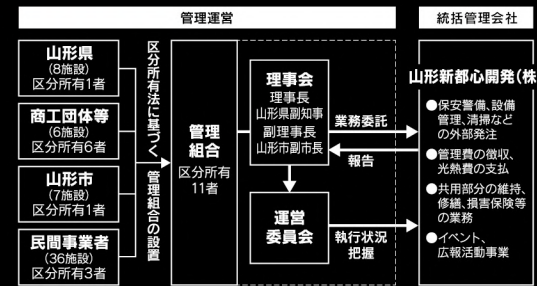 管理運営
統括管理会社
山形県
(8施設)
区分所有1者
商工団体等
(6施設)
区分所有6者
山形市
(7施設)
区分所有1者
民間事業者
(36施設)
区分所有3者
区分所有法に基づく
管理組合の設置
管理
組合
区分所有
11者
理事会
理事長
山形県副知事
副理事長
山形市副市長
運営
委員会
業務委託
報告
執行状況
把握
山形新都心開発(株
●保安警備、設備
管理、清掃など
の外部発注
●管理費の徴収、
光熱費の支払
●共用部分の維持、
修繕、損害保険等
の業務
●イベント、
広報活動事業